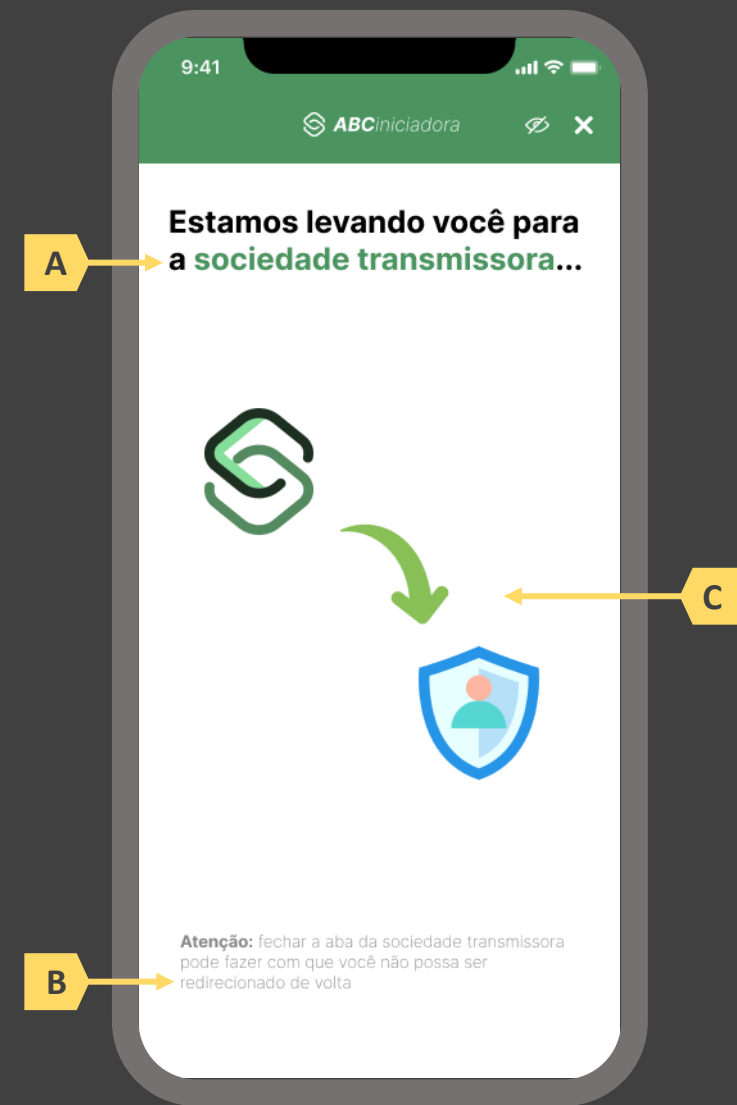 9:41
ABCiniciadora
Estamos levando você para
a sociedade transmissora...
A
C
Atenção: fechar a aba da sociedade transmissora
pode fazer com que você não possa ser
redirecionado de volta
B